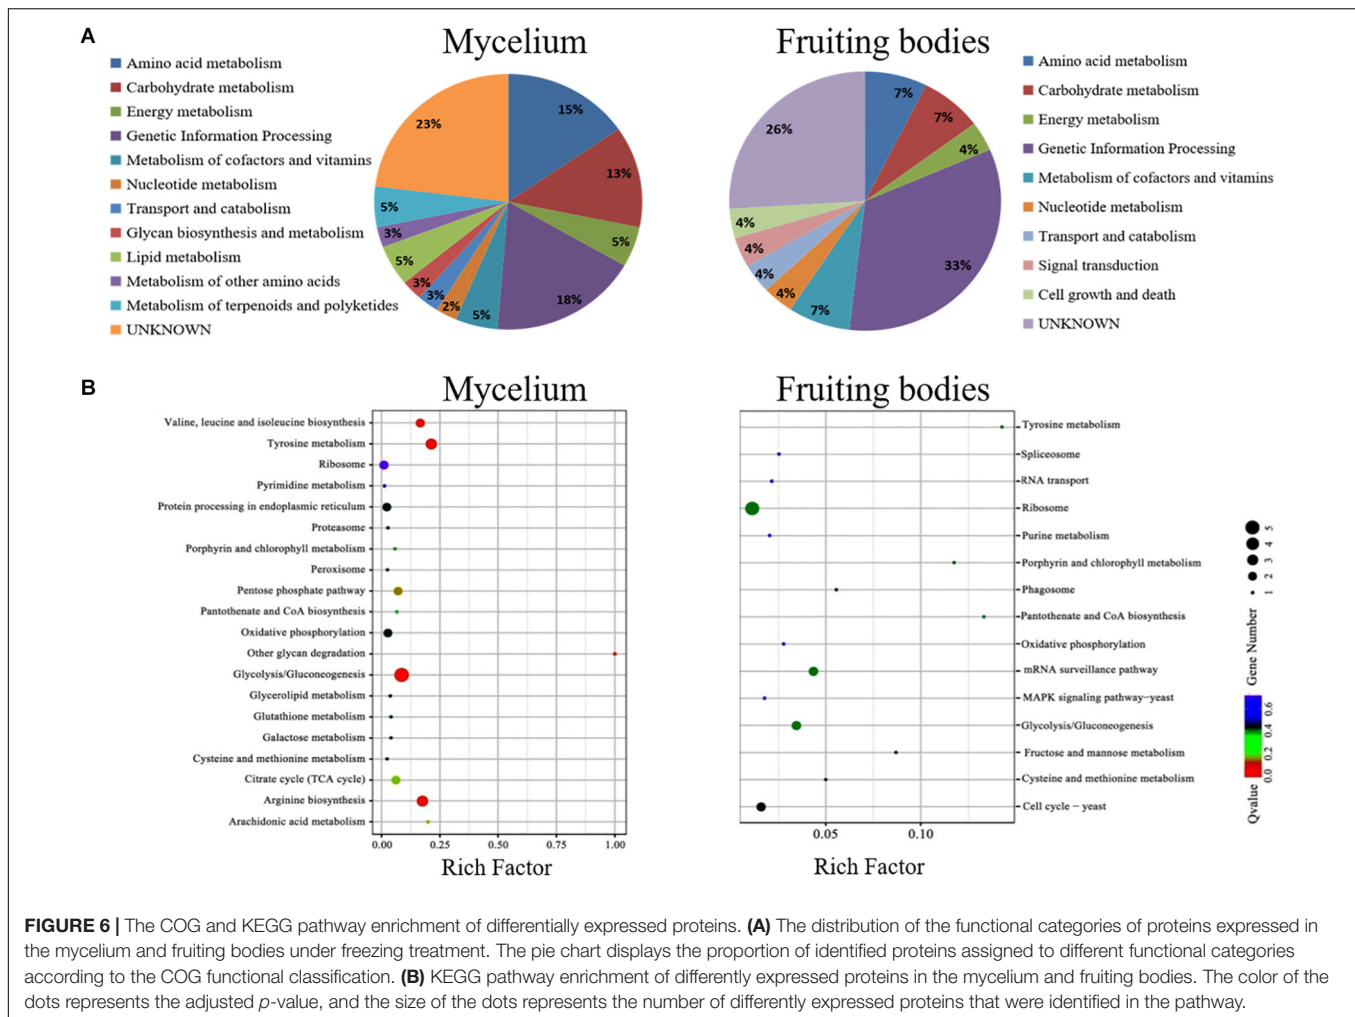 A
Mycelium
Amino acid metabolism
Carbohydrate metabolism
Energy metabolism
Genetic Information Processing
Metabolism of cofactors and vitamins
Nucleotide metabolism
Transport and catabolism
Glycan biosynthesis and metabolism
Lipid metabolism
Metabolism of other amino acids
Metabolism of terpenoids and polyketides
UNKNOWN
15%
13%
5%
18%
5%
2%
3%
3%
5%
3%
5%
23%
Fruiting bodies
7%
7%
4%
33%
7%
4%
4%
4%
4%
26%
Amino acid metabolism
Carbohydrate metabolism
Energy metabolism
Genetic Information Processing
Metabolism of cofactors and vitamins
Nucleotide metabolism
Transport and catabolism
Signal transduction
Cell growth and death
UNKNOWN
B
Mycelium
Valine, leucine and isoleucine biosynthesis
Tyrosine metabolism
Ribosome
Pyrimidine metabolism
Protein processing in endoplasmic reticulum
Proteasome
Porphyrin and chlorophyll metabolism
Peroxisome
Pentose phosphate pathway
Pantothenate and CoA biosynthesis
Oxidative phosphorylation
Other glycan degradation
Glycolysis/Gluconeogenesis
Glycerolipid metabolism
Glutathione metabolism
Galactose metabolism
Cysteine and methionine metabolism
Citrate cycle (TCA cycle)
Arginine biosynthesis
Arachidonic acid metabolism
0.00 0.25 0.50 0.75 1.00
Rich Factor
Fruiting bodies
Tyrosine metabolism
Spliceosome
RNA transport
Ribosome
Purine metabolism
Porphyrin and chlorophyll metabolism
Phagosome
Pantothenate and CoA biosynthesis
Oxidative phosphorylation
mRNA surveillance pathway
MAPK signaling pathway−yeast
Glycolysis/Gluconeogenesis
Fructose and mannose metabolism
Cysteine and methionine metabolism
Cell cycle − yeast
0.05 0.10
Rich Factor
5
4
3
2
1
Gene Number
0.6
0.4
0.2
0.0
Qvalue
FIGURE 6 | The COG and KEGG pathway enrichment of differentially expressed proteins. (A) The distribution of the functional categories of proteins expressed in
the mycelium and fruiting bodies under freezing treatment. The pie chart displays the proportion of identified proteins assigned to different functional categories
according to the COG functional classification. (B) KEGG pathway enrichment of differently expressed proteins in the mycelium and fruiting bodies. The color of the
dots represents the adjusted p-value, and the size of the dots represents the number of differently expressed proteins that were identified in the pathway.